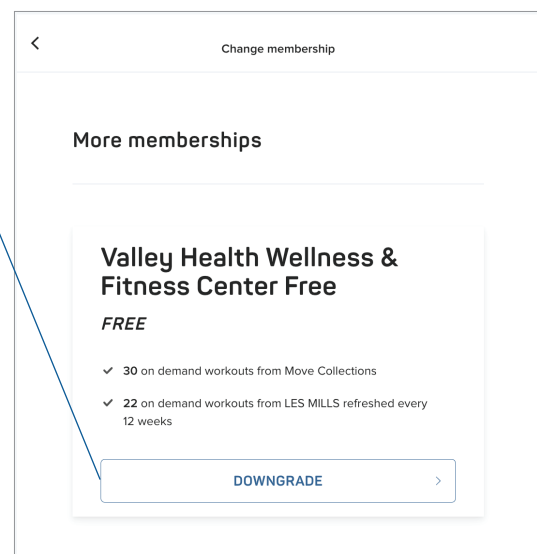 Change membership
More memberships
Valley Health Wellness &
Fitness Center Free
FREE
30 on demand workouts from Move Collections
22 on demand workouts from LES MILLS refreshed every
12 weeks
DOWNGRADE